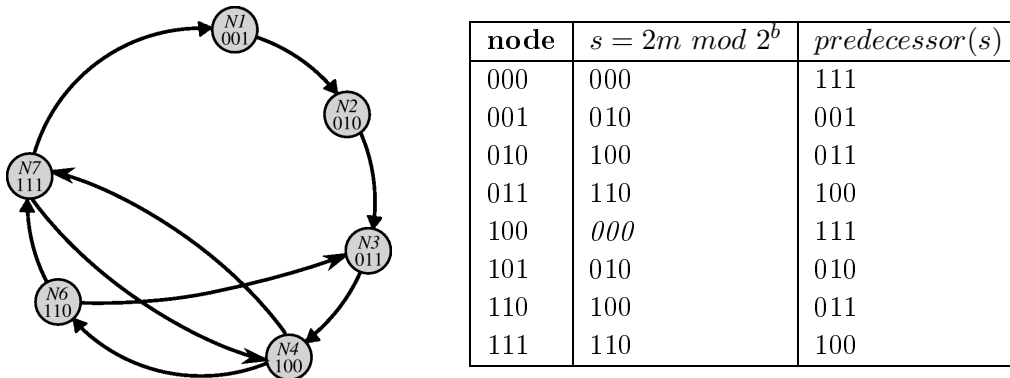 N1
001
N2
010
N7
111
N3
011
N6
110
N4
100
node s = 2m mod 2^b predecessor(s)
000 000 111
001 010 001
010 100 011
011 110 100
100 000 111
101 010 010
110 100 011
111 110 100